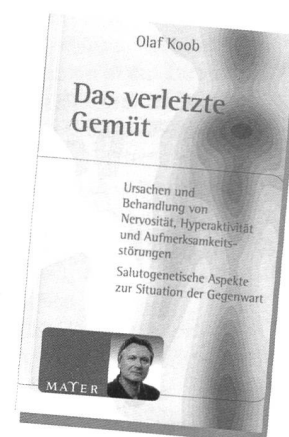 Olaf Koob
Das verletzte
Gemüt
Ursachen und
Behandlung von
Nervosität, Hyperaktivität
und Aufmerksamkeits-
störungen
Salutogenetische Aspekte
zur Situation der Gegenwart
MAYER